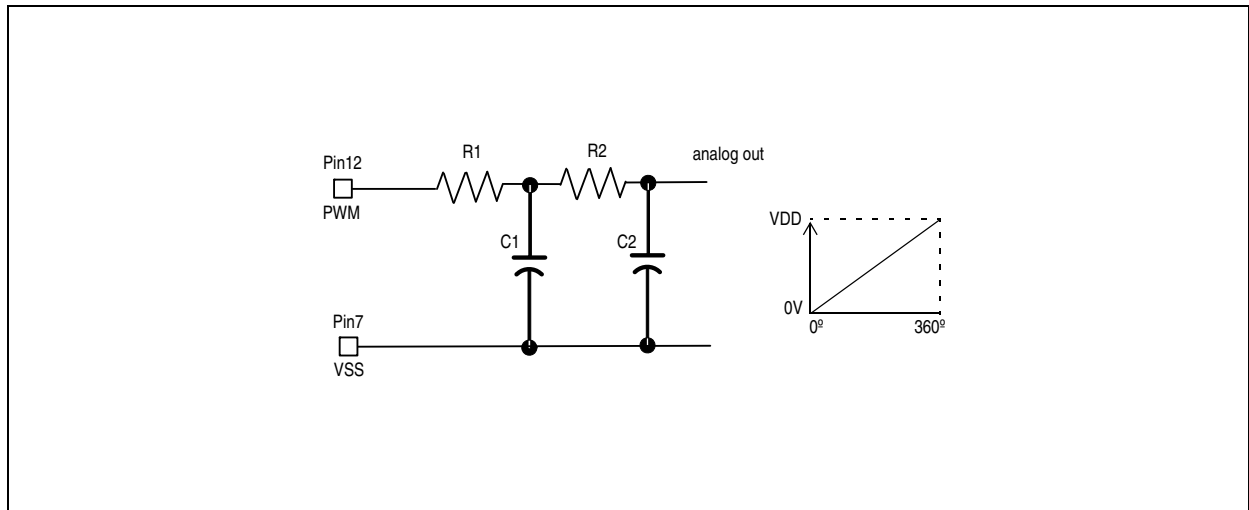 R1
R2
analog out
Pin12
PWM
C1
C2
VDD
0V
0º
360º
Pin7
VSS